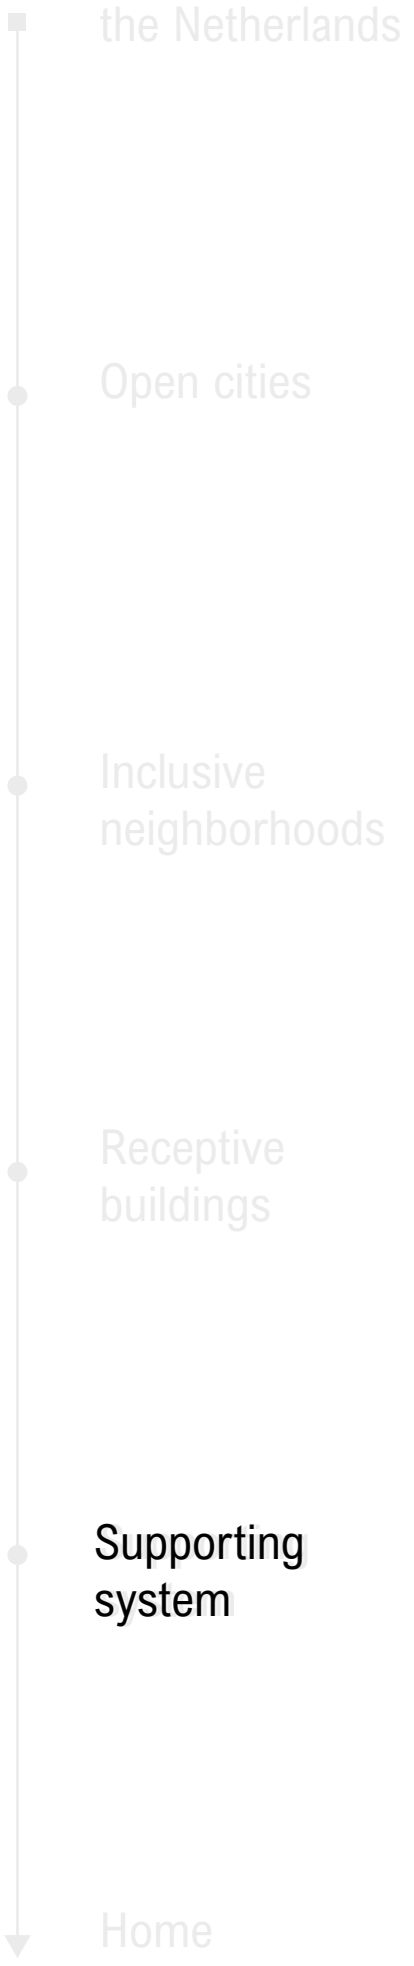 the Netherlands
Open cities
Inclusive
neighborhoods
Receptive
buildings
Supporting
system
Home